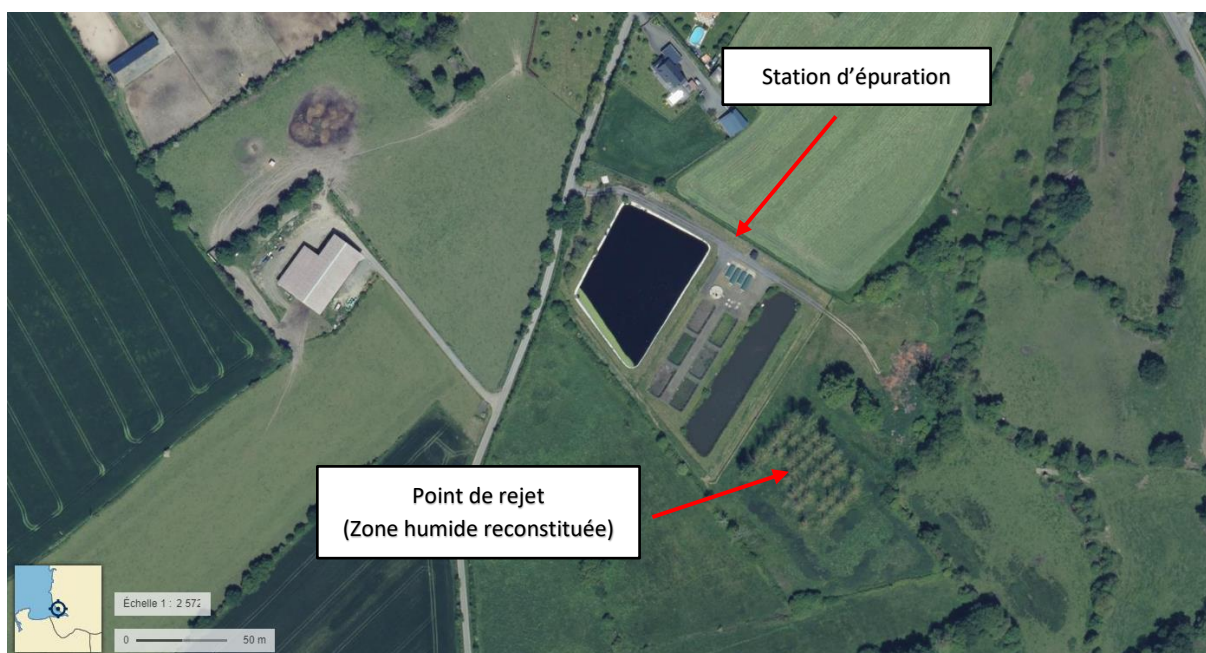 Station d’épuration
Point de rejet
(Zone humide reconstituée)
Échelle 1 : 2 572
0
50 m